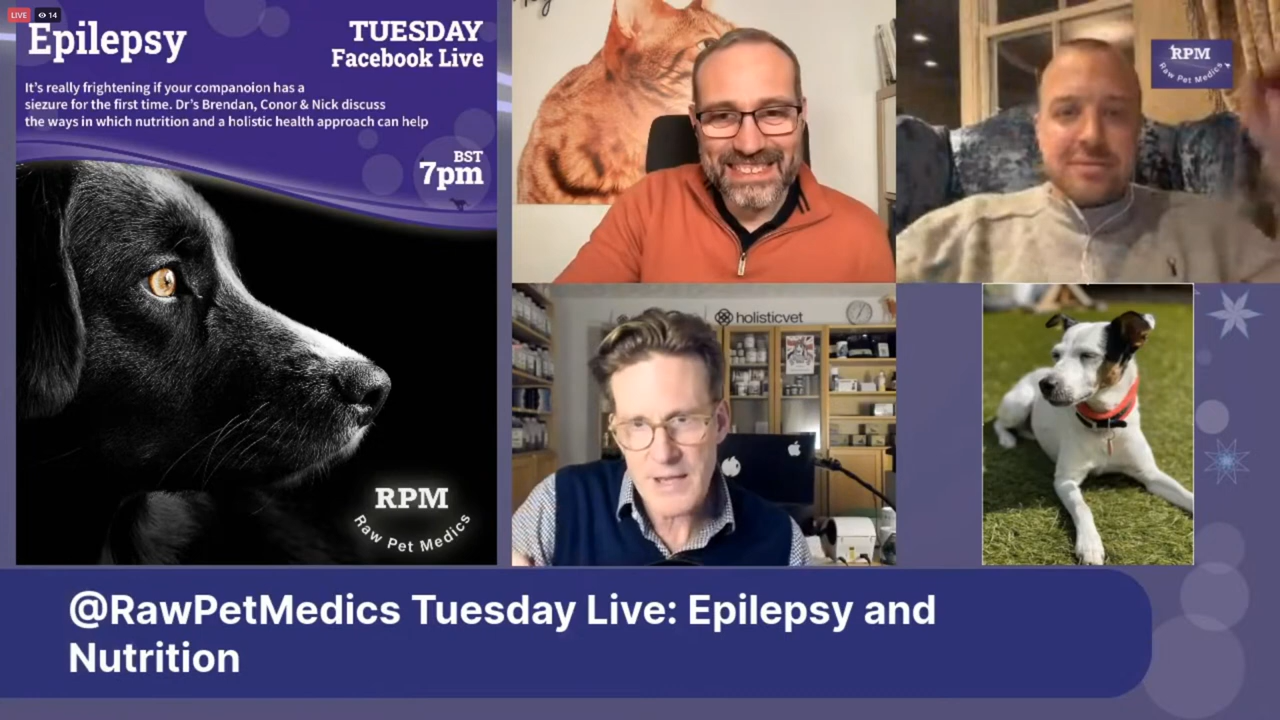 LIVE 14
Epilepsy
TUESDAY
Facebook Live
It's really frightening if your companoion has a
siezure for the first time. Dr's Brendan, Conor & Nick discuss
the ways in which nutrition and a holistic health approach can help
BST
7pm
RPM
Raw Pet Medics
RPM
Raw Pet Medics
holisticvet
@RawPetMedics Tuesday Live: Epilepsy and
Nutrition